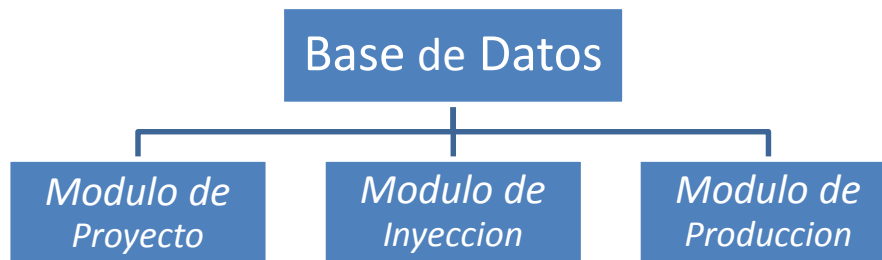 Base de Datos
Modulo de
Proyecto
Modulo de
Inyeccion
Modulo de
Produccion